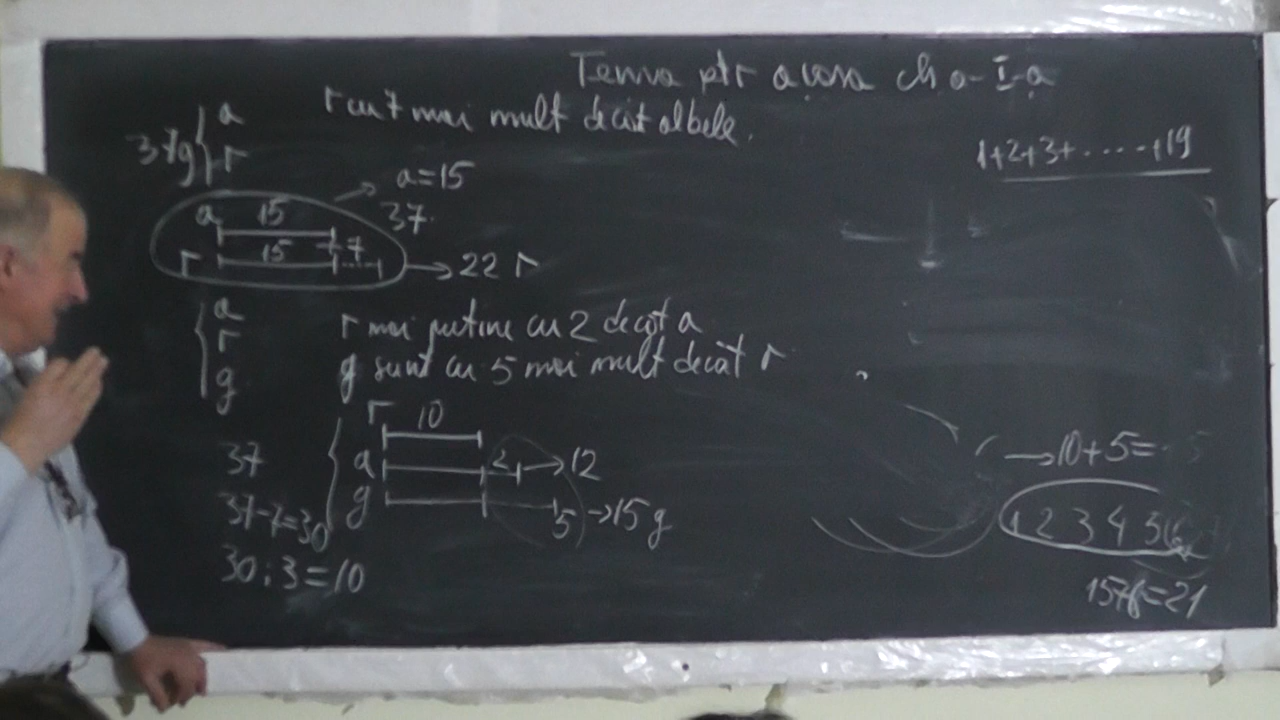 Tema ptr acasa cls a-I-a
r cu 7 mai mult decât albele.
37g { a
r
1+2+3+.....+19
a=15
a 15 37
r 15 7 → 22 r
a
r
g
r mai puține cu 2 decât a
g sunt cu 5 mai mult decât r
r 10
37
a 2 → 12
37-7=30
g 5 → 15 g
30:3=10
→ 10+5=
1 2 3 4 5 6
15+6=21